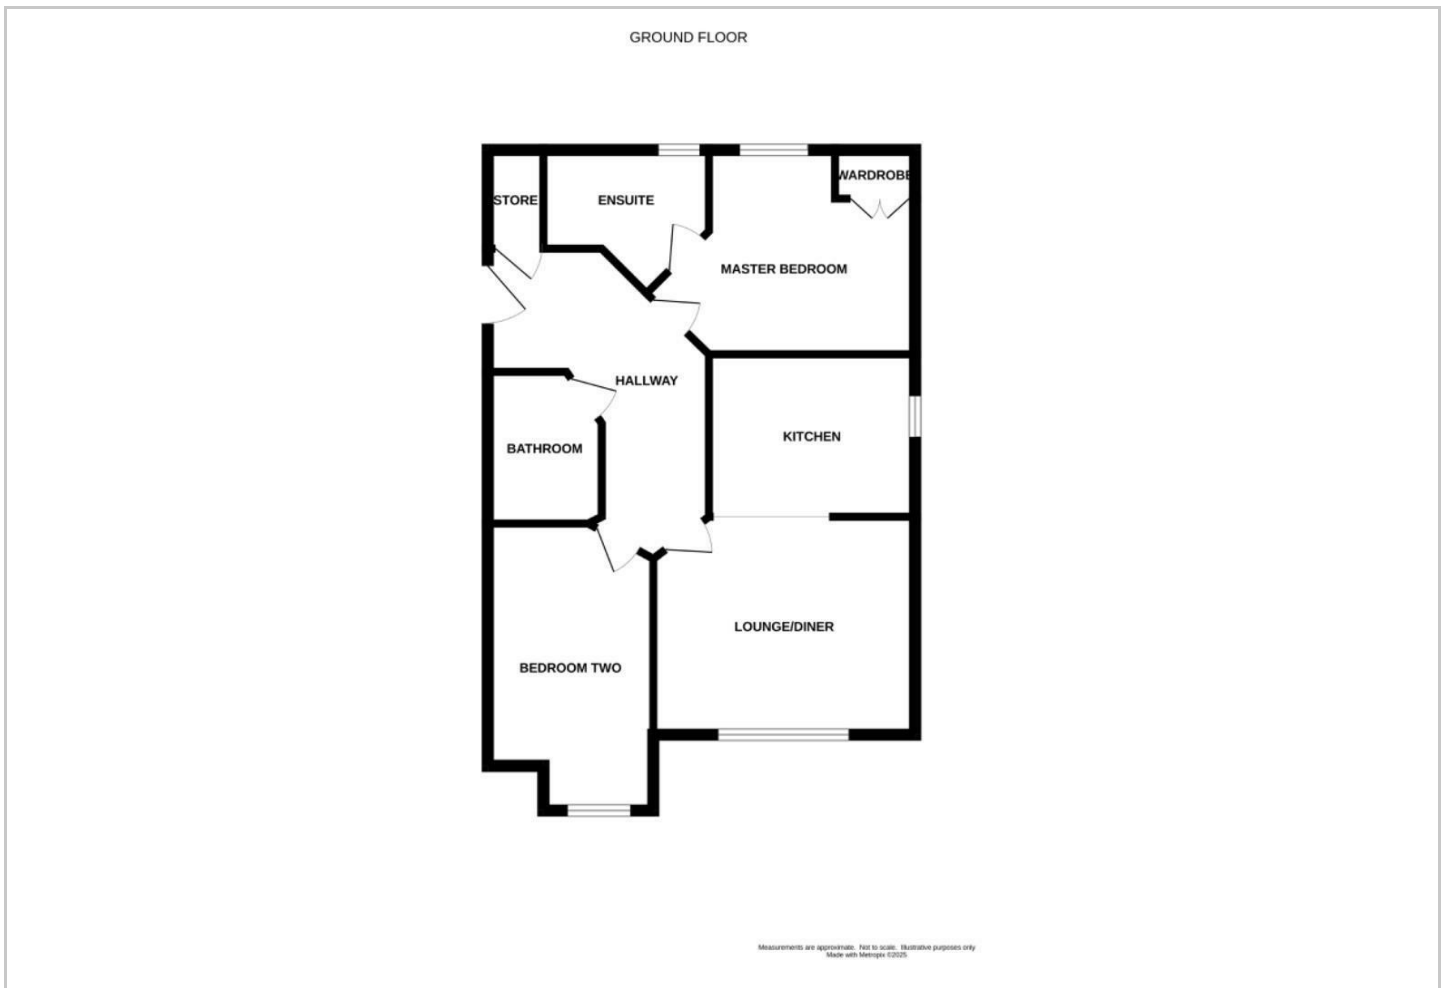 GROUND FLOOR
STORE
ENSUITE
WARDROBE
MASTER BEDROOM
HALLWAY
KITCHEN
BATHROOM
LOUNGE/DINER
BEDROOM TWO
Measurements are approximate. Not to scale. Illustrative purposes only
Made with Metropix ©2025